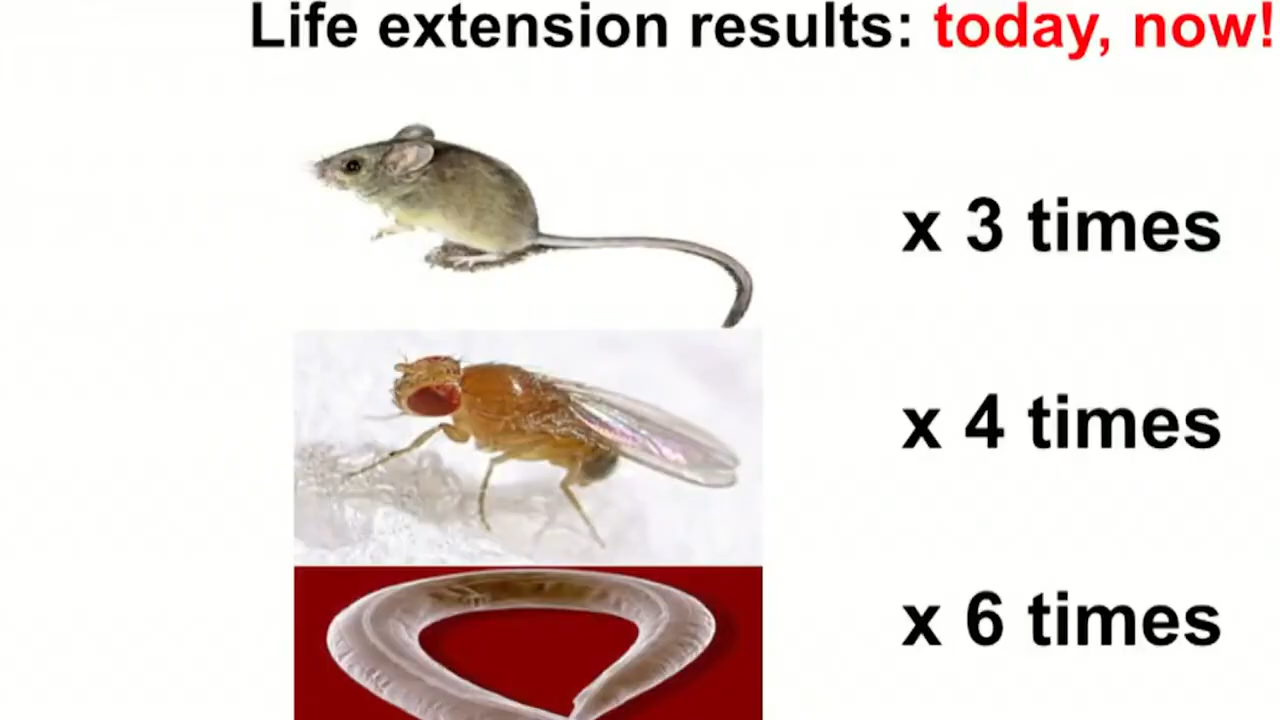 Life extension results: today, now!
x 3 times
x 4 times
x 6 times